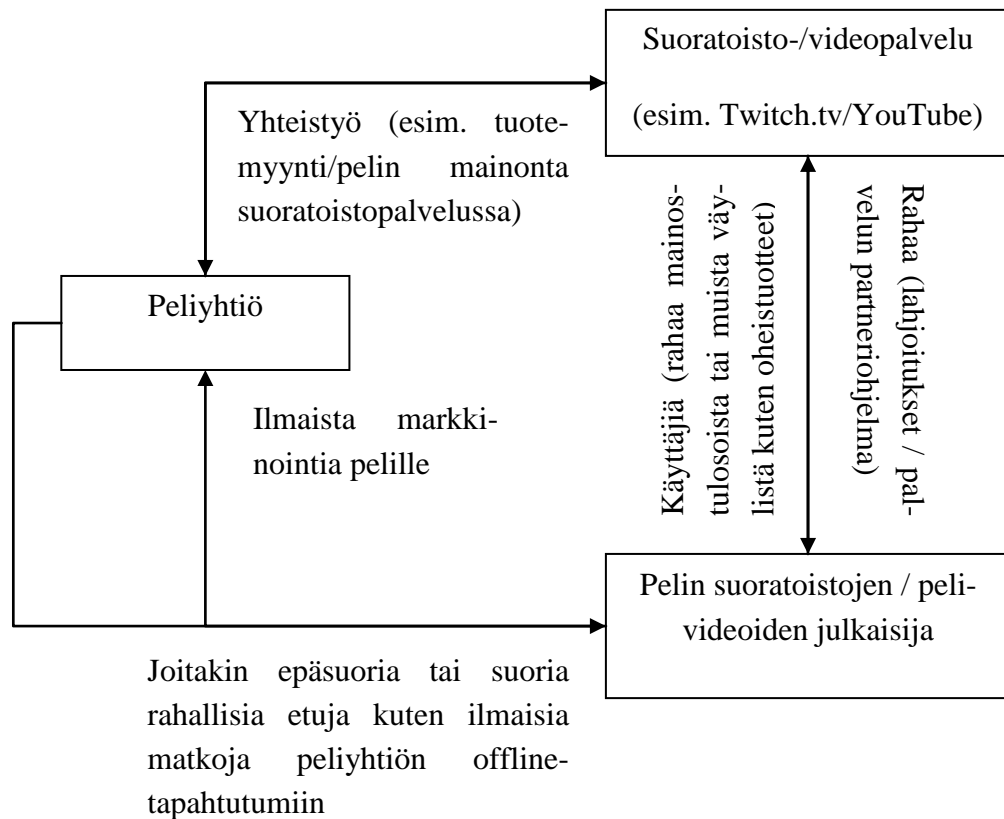 Suoratoisto-/videopalvelu
(esim. Twitch.tv/YouTube)
Yhteistyö (esim. tuote-
myynti/pelin mainonta
suoratoistopalvelussa)
Peliyhtiö
Käyttäjiä (rahaa mainos-
tulosoista tai muista väy-
listä kuten oheistuotteet)
Rahaa (lahjoitukset / pal-
velun partneriohjelma)
Ilmaista markki-
nointia pelille
Pelin suoratoistojen / peli-
videoiden julkaisija
Joitakin epäsuoria tai suoria
rahallisia etuja kuten ilmaisia
matkoja peliyhtiön offline-
tapahtutumiin